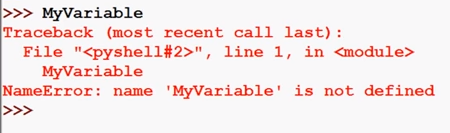 >>> MyVariable
Traceback (most recent call last):
  File "<pyshell#2>", line 1, in <module>
    MyVariable
NameError: name 'MyVariable' is not defined
>>>